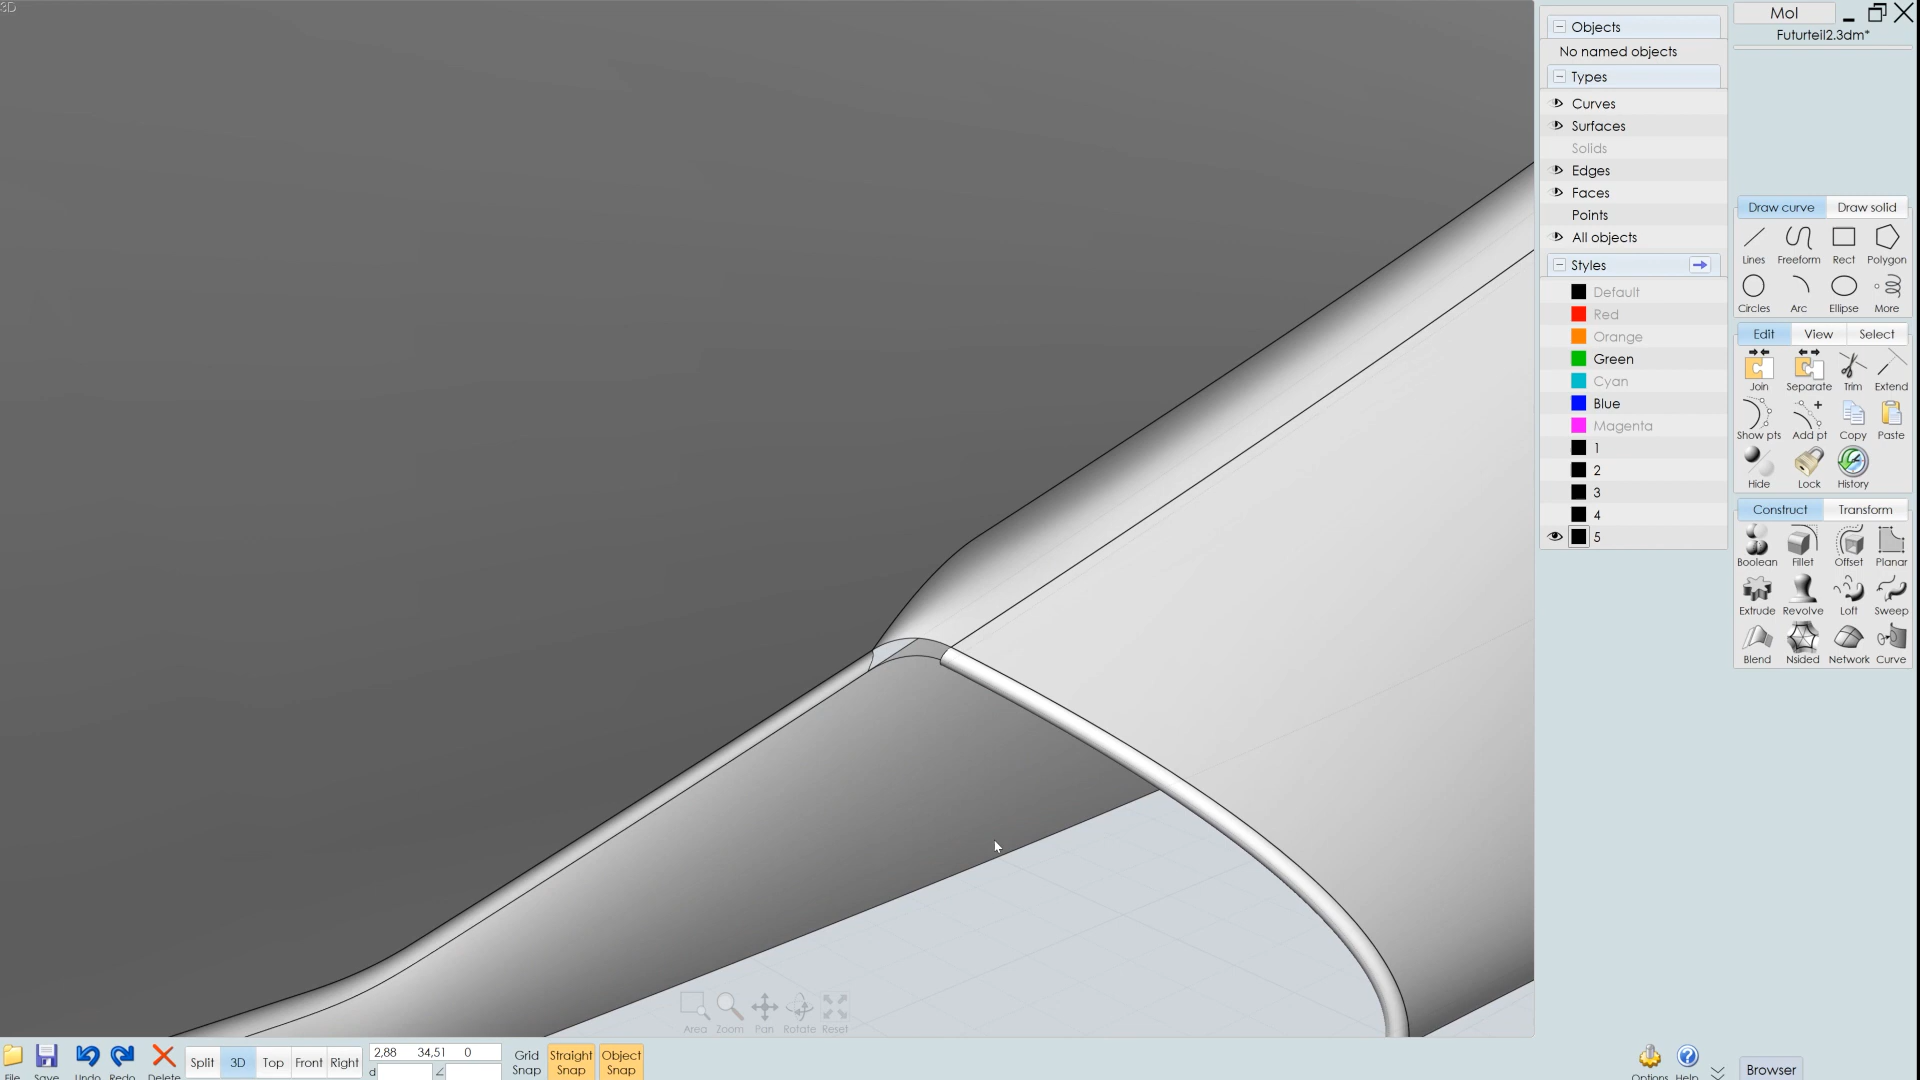 3D
Objects
No named objects
Types
Curves
Surfaces
Solids
Edges
Faces
Points
All objects
Styles
Default
Red
Orange
Green
Cyan
Blue
Magenta
1
2
3
4
5
MoI
Futurteil2.3dm*
Draw curve Draw solid
Lines Freeform Rect Polygon
Circles Arc Ellipse More
Edit View Select
Join Separate Trim Extend
Show pts Add pt Copy Paste
Hide Lock History
Construct Transform
Boolean Fillet Offset Planar
Extrude Revolve Loft Sweep
Blend Nsided Network Curve
Area Zoom Pan Rotate Reset
File Save Undo Redo Delete
Split 3D Top Front Right
2,88 34,51 0
d
Grid Snap
Straight Snap
Object Snap
Options Help
Browser